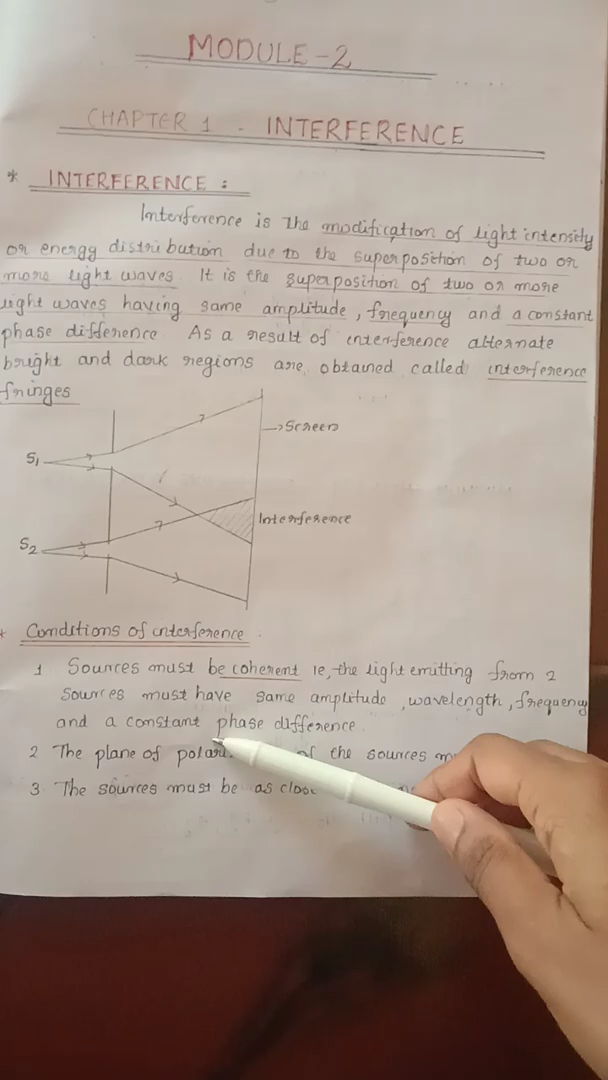 MODULE-2
CHAPTER 1 - INTERFERENCE
* INTERFERENCE :
Interference is the modification of light intensity
or energy distribution due to the superposition of two or
more light waves. It is the superposition of two or more
light waves having same amplitude, frequency and a constant
phase difference. As a result of interference alternate
bright and dark regions are obtained called interference
fringes
→ Screen
S1
Interference
S2
* Conditions of interference
1 Sources must be coherent ie, the light emitting from 2
sources must have same amplitude, wavelength, frequency
and a constant phase difference.
2 The plane of of the sources
3 The sources must be as